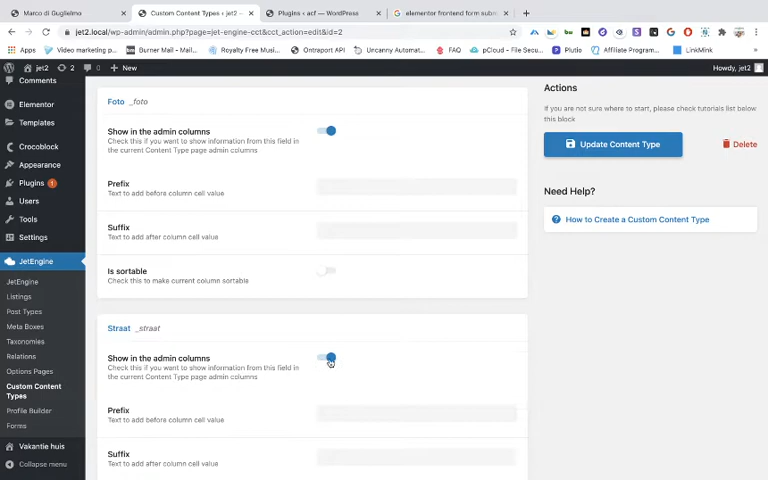 Marco di Guglielmo
Custom Content Types ‹ jet2 —
Plugins ‹ acf — WordPress
elementor frontend form subm
jet2.local/wp-admin/admin.php?page=jet-engine-cct&cct_action=edit&id=2
Apps
Video marketing p...
Burner Mail - Mail...
Royalty Free Musi...
Ontraport API
Uncanny Automat...
FAQ
pCloud - File Secu...
Plutio
Affiliate Program...
LinkMink
jet2
2
0
New
Howdy, jet2
Comments
Elementor
Templates
Crocoblock
Appearance
Plugins 1
Users
Tools
Settings
JetEngine
JetEngine
Listings
Post Types
Meta Boxes
Taxonomies
Relations
Options Pages
Custom Content
Types
Profile Builder
Forms
Vakantie huis
Collapse menu
Foto _foto
Show in the admin columns
Check this if you want to show information from this field in
the current Content Type page admin columns
Prefix
Text to add before column cell value
Suffix
Text to add after column cell value
Is sortable
Check this to make current column sortable
Straat _straat
Show in the admin columns
Check this if you want to show information from this field in
the current Content Type page admin columns
Prefix
Text to add before column cell value
Suffix
Text to add after column cell value
Actions
If you are not sure where to start, please check tutorials list below
this block
Update Content Type
Delete
Need Help?
How to Create a Custom Content Type